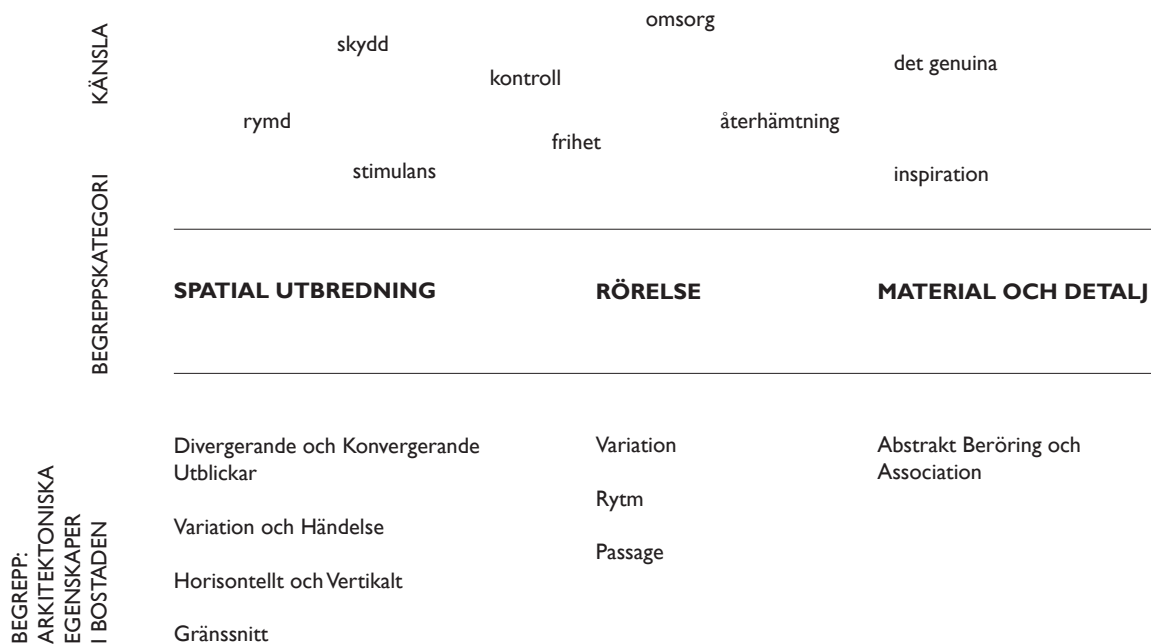 KÄNSLA
omsorg
skydd
det genuina
kontroll
rymd
återhämtning
frihet
stimulans
inspiration
BEGREPPSKATEGORI
SPATIAL UTBREDNING
RÖRELSE
MATERIAL OCH DETALJ
BEGREPP:
ARKITEKTONISKA
EGENSKAPER
I BOSTADEN
Divergerande och Konvergerande
Utblickar
Variation och Händelse
Horisontellt och Vertikalt
Gränssnitt
Variation
Rytm
Passage
Abstrakt Beröring och
Association